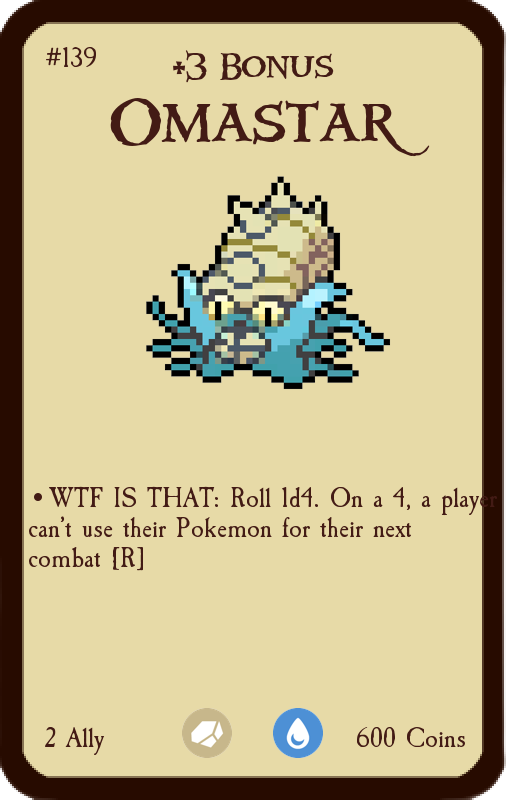 #139
+3 Bonus
Omastar
• WTF IS THAT: Roll 1d4. On a 4, a player
can't use their Pokemon for their next
combat [R]
2 Ally
600 Coins